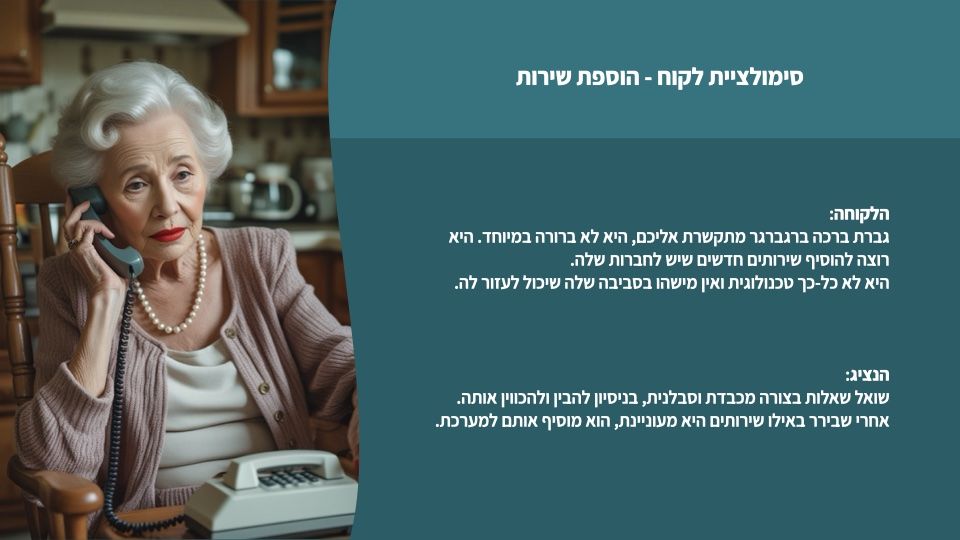 סימולציית לקוח - הוספת שירות
הלקוחה:
גברת ברכה ברגברגר מתקשרת אליכם, היא לא ברורה במיוחד. היא
רוצה להוסיף שירותים חדשים שיש לחברות שלה.
היא לא כל-כך טכנולוגית ואין מישהו בסביבה שלה שיכול לעזור לה.
הנציג:
שואל שאלות בצורה מכבדת וסבלנית, בניסיון להבין ולהכווין אותה.
אחרי שבירר באילו שירותים היא מעוניינת, הוא מוסיף אותם למערכת.